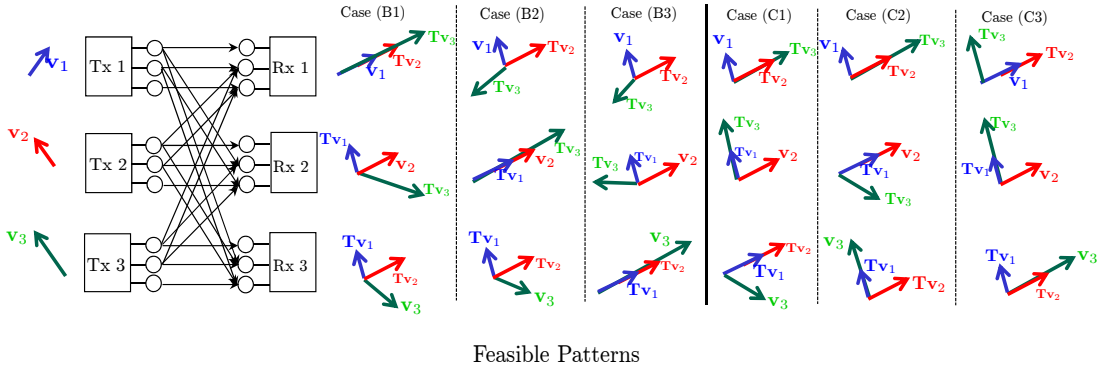 Case (B1) Case (B2) Case (B3) Case (C1) Case (C2) Case (C3)
v1 Tx 1 Rx 1 v1 Tv2 Tv3
v1 Tv2 Tv3
v1 Tv2 Tv3
v1 Tv2 Tv3
v1 Tv2 Tv3
v1 Tv2 Tv3
v2 Tx 2 Rx 2 Tv1 v2 Tv3
Tv1 v2 Tv3
Tv1 v2 Tv3
Tv1 v2 Tv3
Tv1 v2 Tv3
Tv1 v2 Tv3
v3 Tx 3 Rx 3 Tv1 Tv2 v3
Tv1 Tv2 v3
Tv1 Tv2 v3
Tv1 Tv2 v3
Tv1 Tv2 v3
Tv1 Tv2 v3
Feasible Patterns